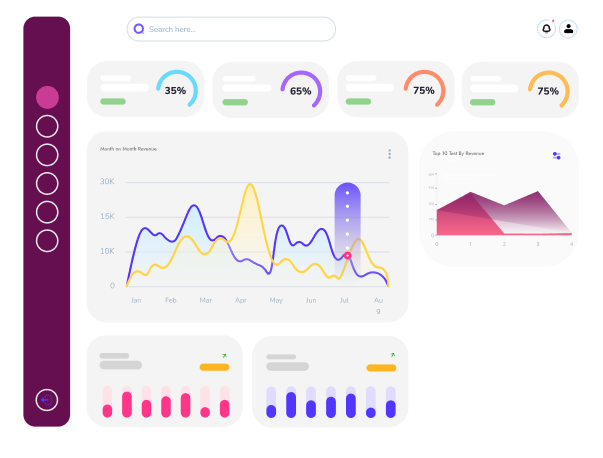 Search here...
35%
65%
75%
75%
Month on Month Revenue
30K
15K
10K
0
Jan Feb Mar Apr May Jun Jul Au
g
Top 10 Test By Revenue
0
0 1 2 3 4